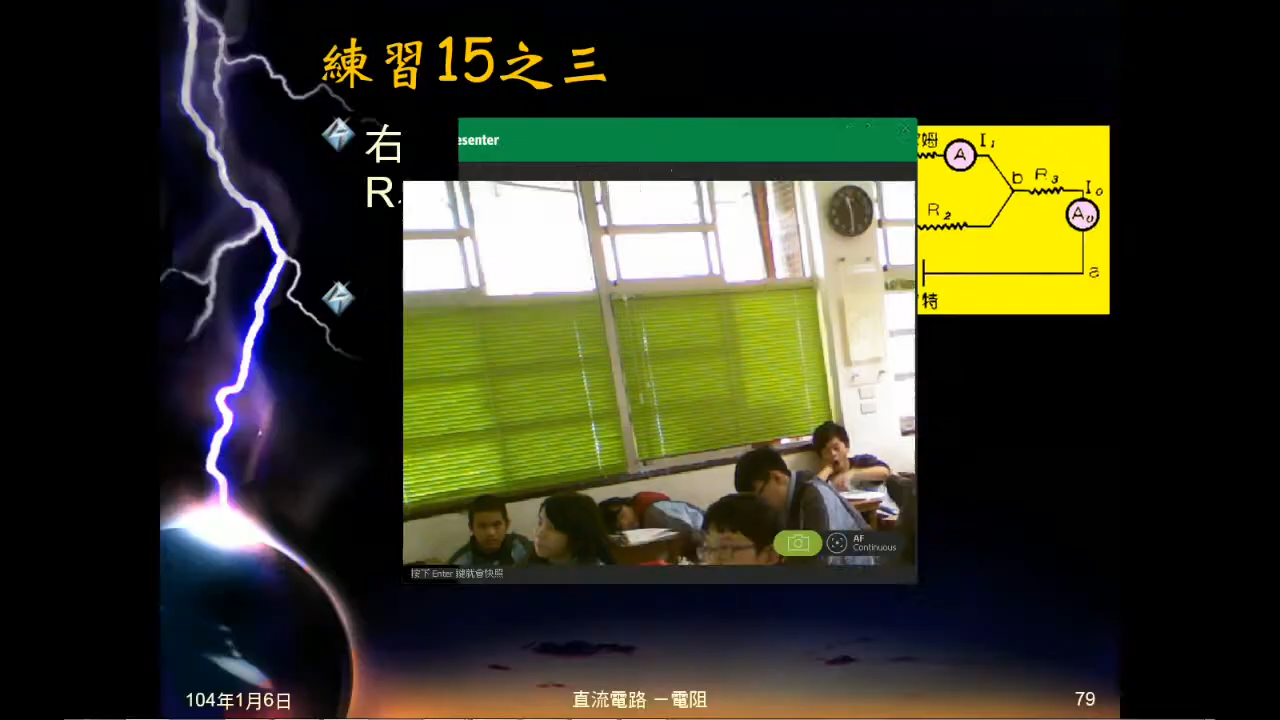 練習15之三
右
R
esenter
姆
A
I₁
b
R₃
I₀
A₀
R₂
a
特
AF
Continuous
按下 Enter 鍵就會快照
104年1月6日
直流電路 －電阻
79